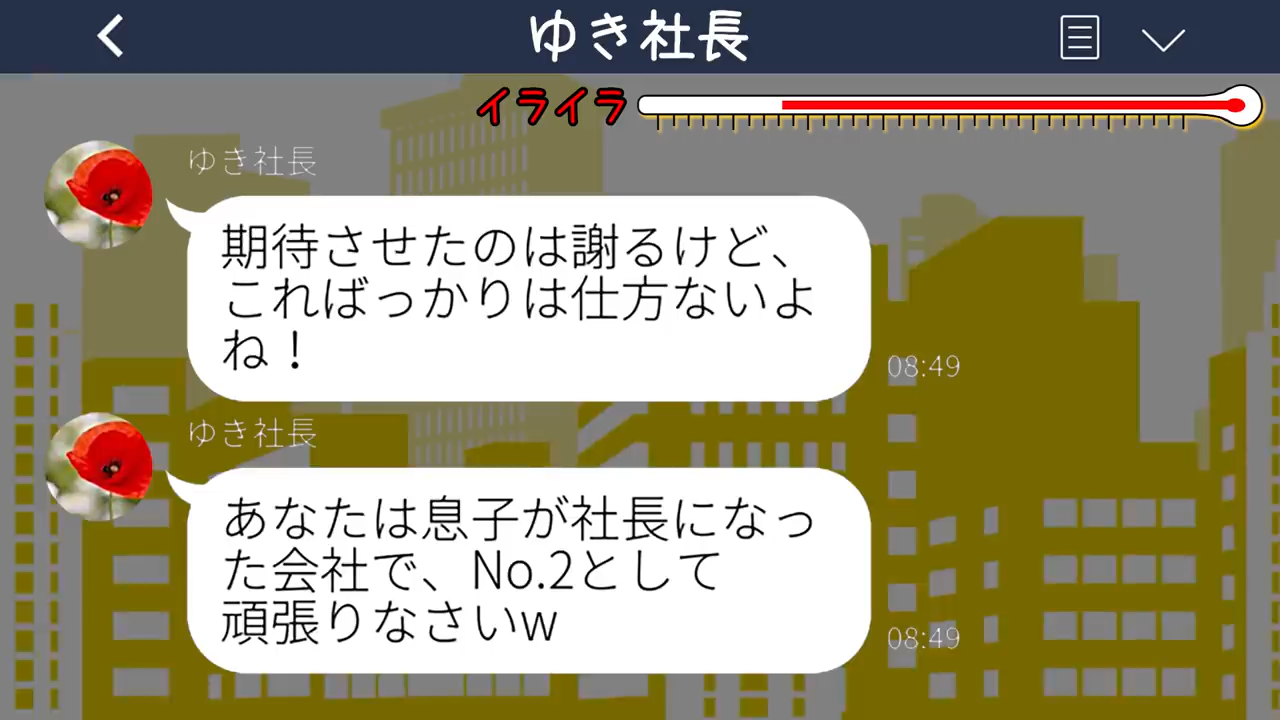 ゆき社長
イライラ
ゆき社長
期待させたのは謝るけど、
こればっかりは仕方ないよ
ね！
08:49
ゆき社長
あなたは息子が社長になっ
た会社で、No.2として
頑張りなさいw
08:49